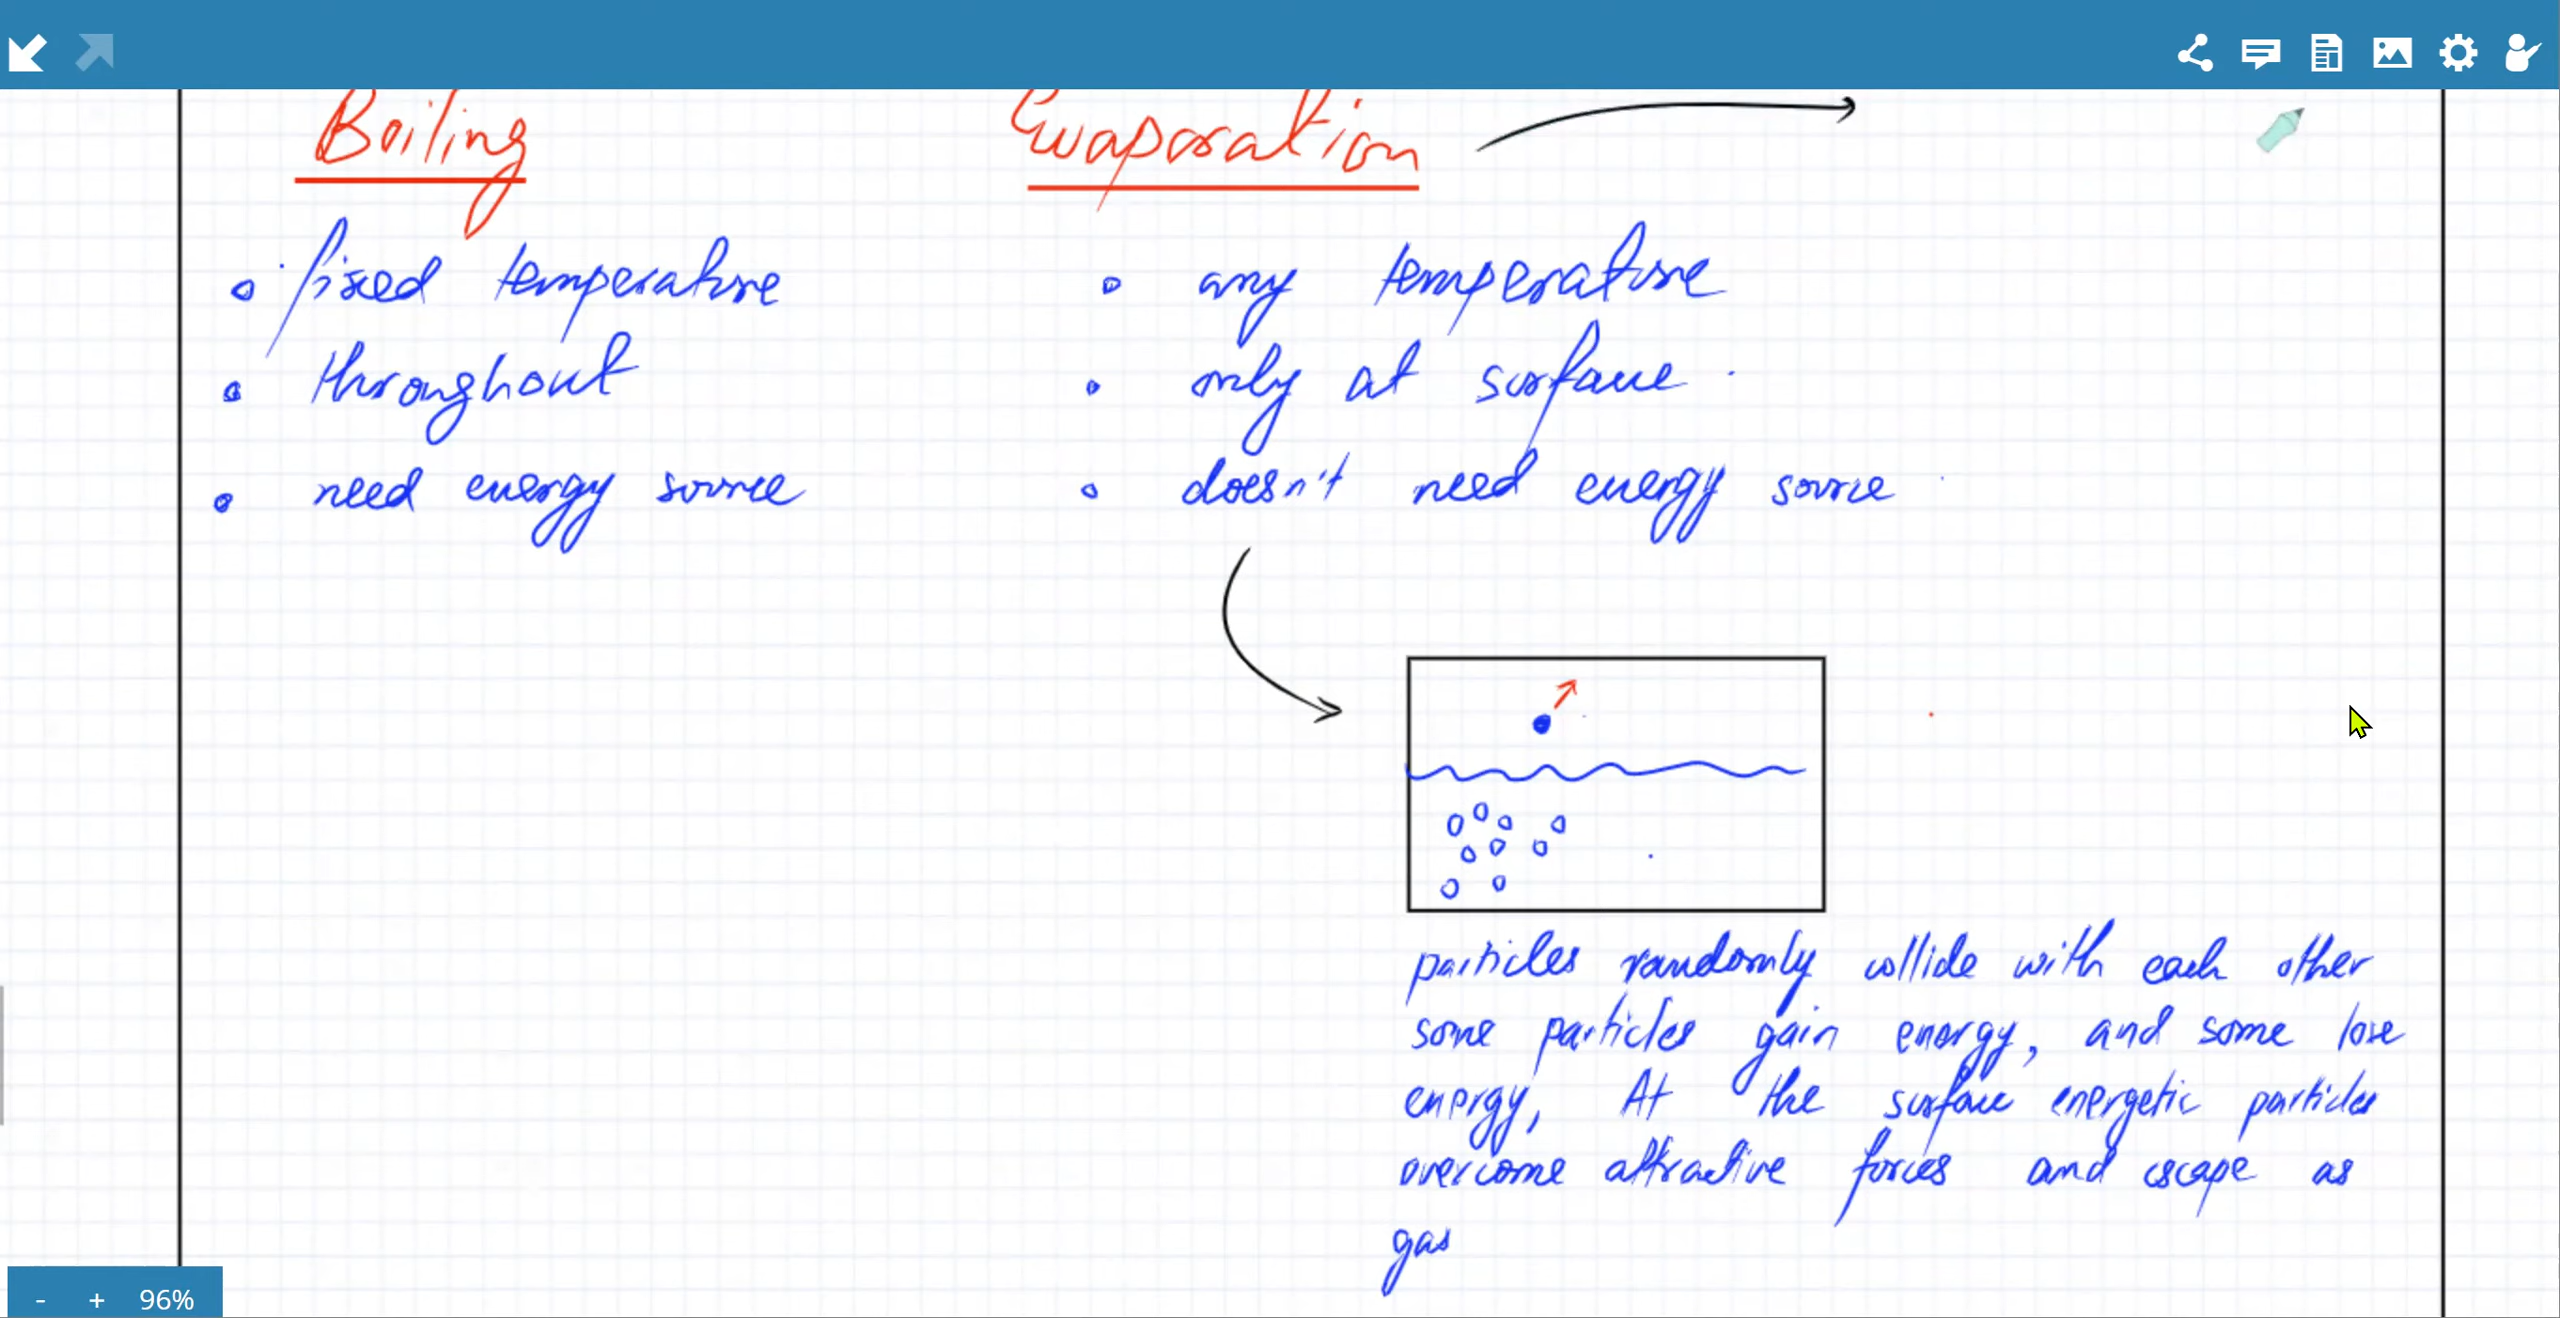 Boiling
Evaporation
fixed temperature
any temperature
throughout
only at surface
need energy source
doesn't need energy source
particles randomly collide with each other
some particles gain energy, and some lose
energy, At the surface energetic particles
overcome attractive forces and escape as
gas
- + 96%